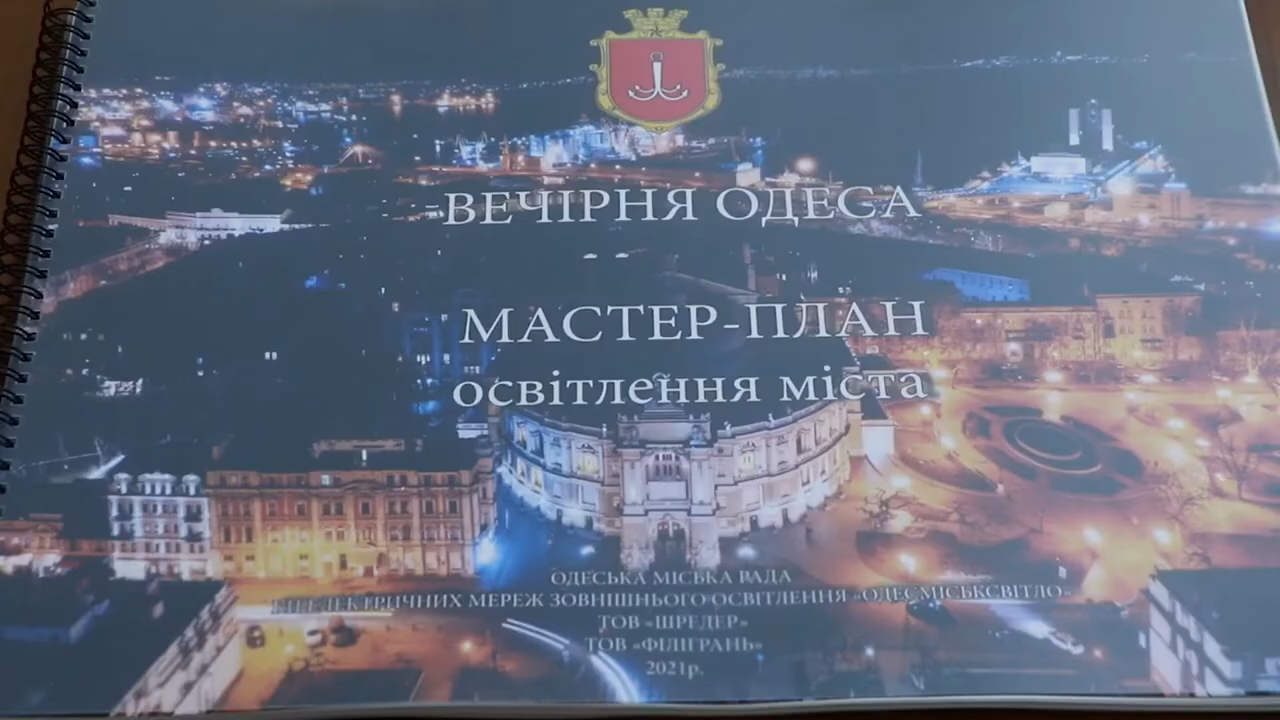 ВЕЧІРНЯ ОДЕСА
МАСТЕР-ПЛАН
освітлення міста
ОДЕСЬКА МІСЬКА РАДА
ЕЛЕКТРИЧНИХ МЕРЕЖ ЗОВНІШНЬОГО ОСВІТЛЕННЯ «ОДЕСМІСЬКСВІТЛО»
ТОВ «ШРЕДЕР»
ТОВ «ФІЛІГРАНЬ»
2021р.